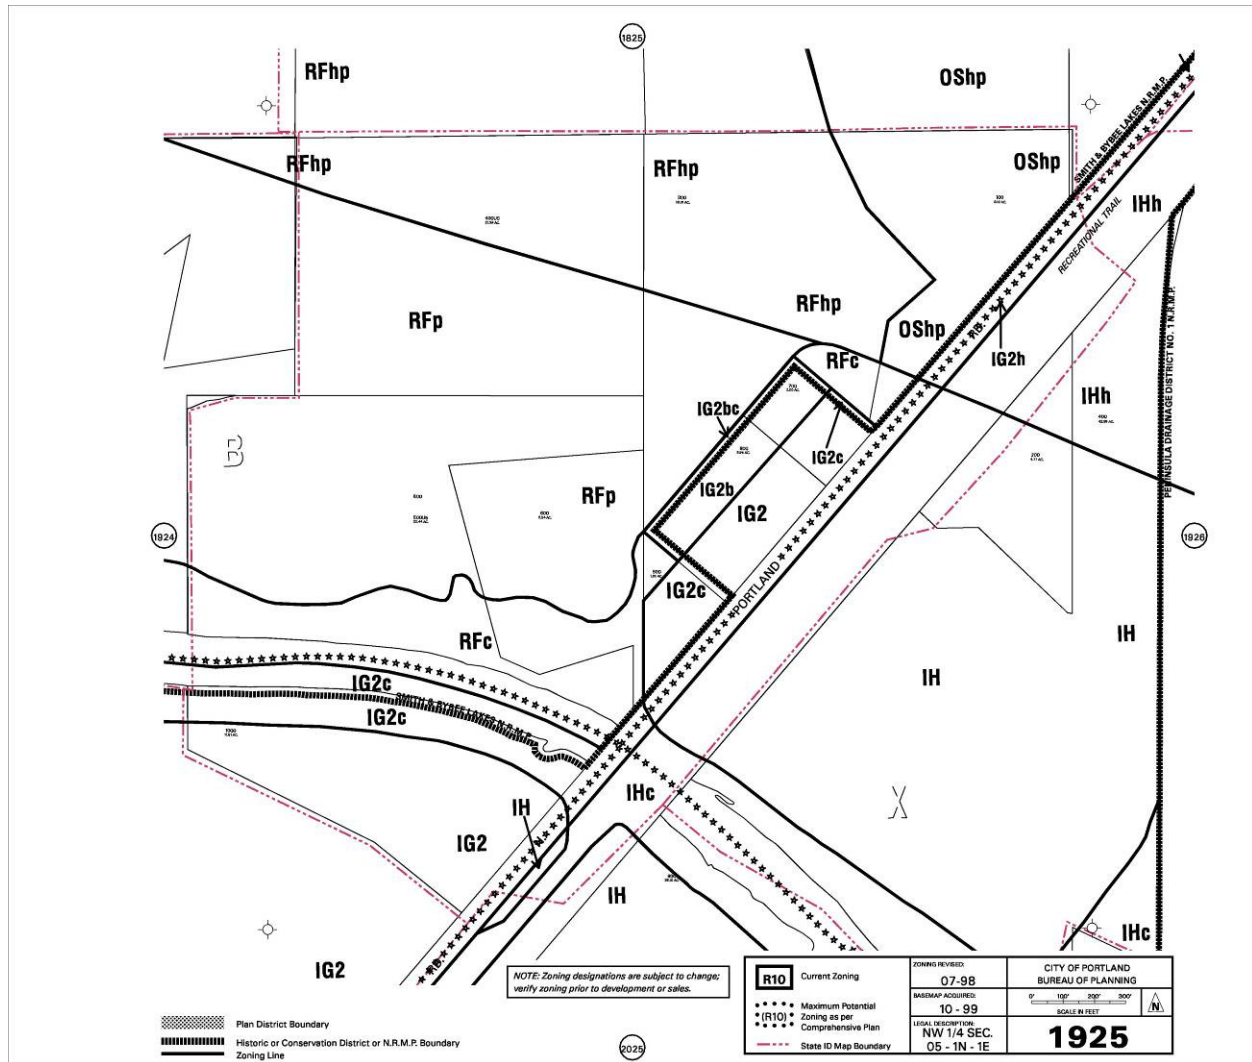 1825
RFhp
OShp
SMITH & BYBEE LAKES N.R.M.P.
RFhp
RFhp
OShp
IHh
RECREATIONAL TRAIL
RFhp
RFp
OShp
RD.
IG2h
RFc
IHh
PENINSULA DRAINAGE DISTRICT NO. 1 N.R.M.P.
IG2bc
B
IG2c
IG2b
RFp
IG2
1924
1926
PORTLAND
IG2c
RFc
IH
IH
IG2c
SMITH & BYBEE LAKES N.R.M.P.
IG2c
IHc
X
IH
IG2
N.
IH
IHc
IG2
RD.
NOTE: Zoning designations are subject to change;
verify zoning prior to development or sales.
R10
Current Zoning
(R10)
Maximum Potential
Zoning as per
Comprehensive Plan
State ID Map Boundary
ZONING REVISED:
07-98
BASEMAP ACQUIRED:
10 - 99
LEGAL DESCRIPTION:
NW 1/4 SEC.
05 - 1N - 1E
CITY OF PORTLAND
BUREAU OF PLANNING
0' 100' 200' 300'
SCALE IN FEET
N
1925
Plan District Boundary
Historic or Conservation District or N.R.M.P. Boundary
Zoning Line
2025